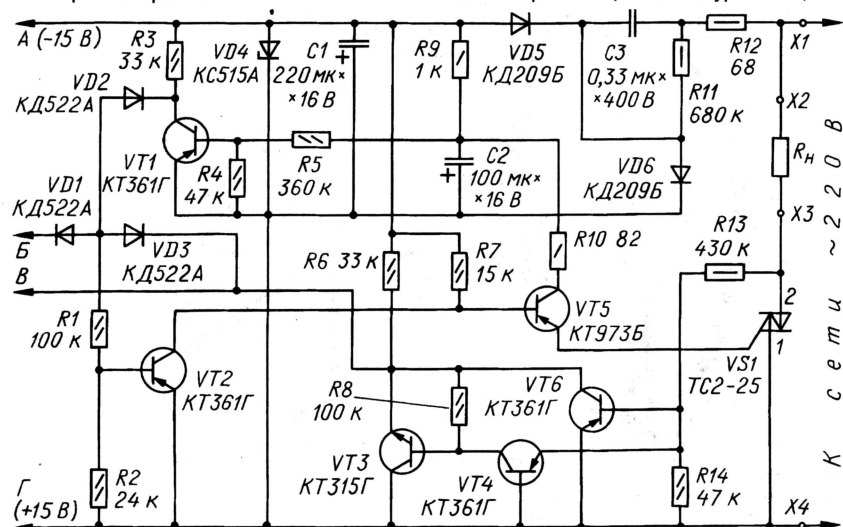 А (-15 В)
R3
33 к
VD4
КС515А
C1
220 мк×
×16 В
+
R9
1 к
VD5
КД209Б
C3
0,33 мк×
×400 В
R12
68
X1
R11
680 к
X2
Rн
VD2
КД522А
VT1
КТ361Г
R4
47 к
R5
360 к
C2
100 мк×
×16 В
+
VD6
КД209Б
VD1
КД522А
Б
VD3
КД522А
В
R6 33 к
R7
15 к
R10 82
R13
430 к
X3
R1
100 к
VT2
КТ361Г
VT5
КТ973Б
2
1
VS1
ТС2-25
R8
100 к
VT6
КТ361Г
VT3
КТ315Г
VT4
КТ361Г
R2
24 к
R14
47 к
Г
(+15 В)
X4
К сети ~220В